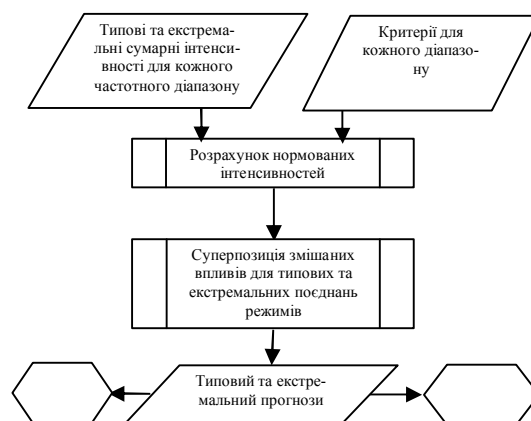 Типові та екстрема-
льні сумарні інтенси-
вності для кожного
частотного діапазону
Критерії для
кожного діапазо-
ну
Розрахунок нормованих
інтенсивностей
Суперпозиція змішаних
впливів для типових та
екстремальних поєднань
режимів
Типовий та екстре-
мальний прогнози